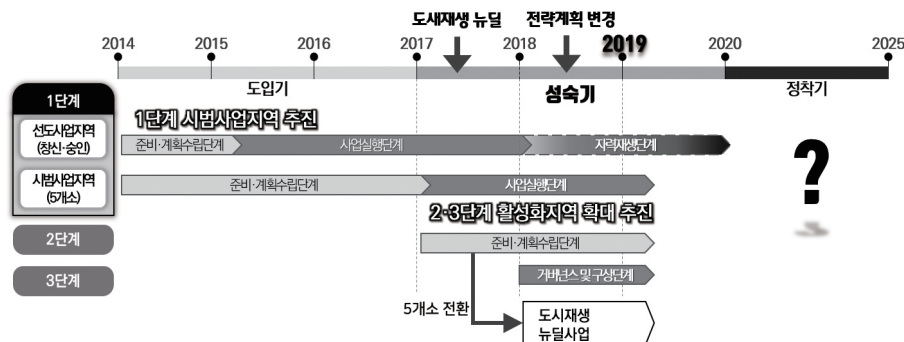 도새재생 뉴딜
전략계획 변경
2014
2015
2016
2017
2018
2019
2020
2025
도입기
성숙기
정착기
1단계
선도사업지역
(창신·숭인)
시범사업지역
(5개소)
2단계
3단계
1단계 시범사업지역 추진
준비·계획수립단계
사업실행단계
자력재생단계
준비·계획수립단계
사업실행단계
2·3단계 활성화지역 확대 추진
준비·계획수립단계
거버넌스 및 구상단계
5개소 전환
도시재생
뉴딜사업
?